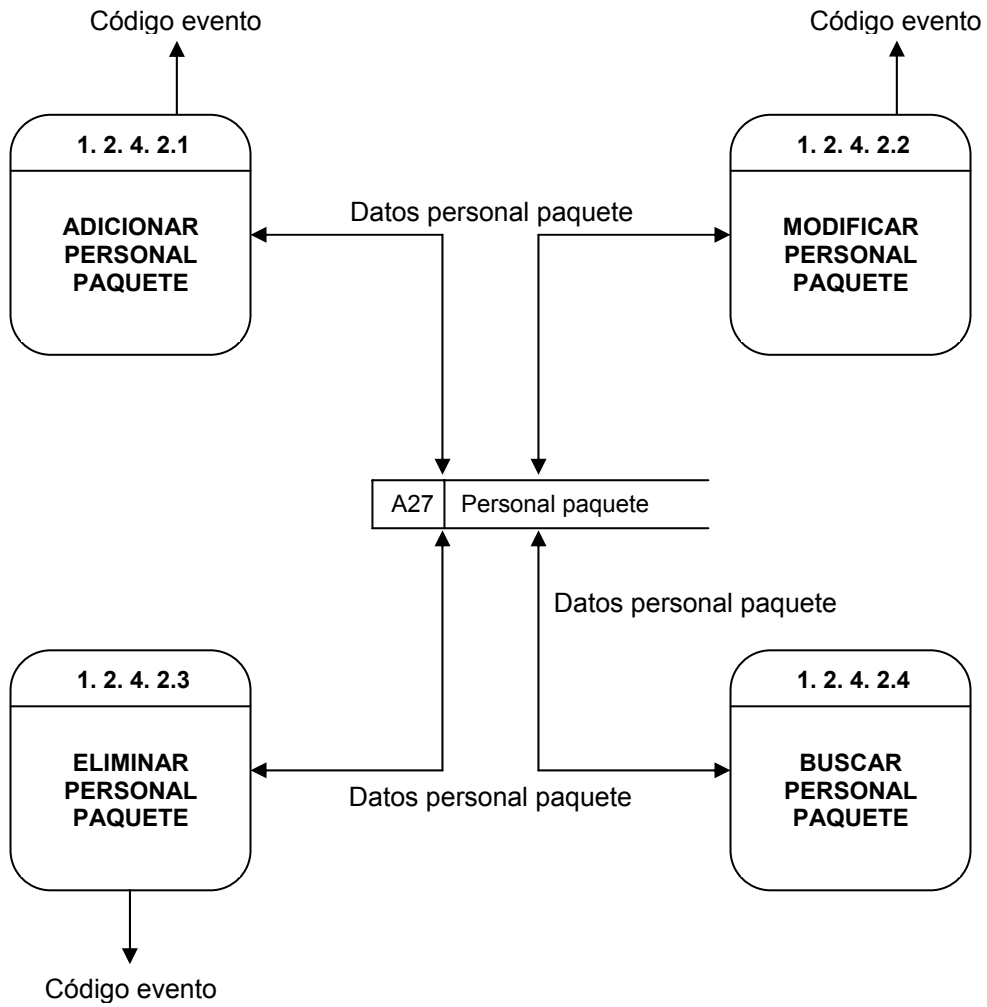 Código evento
Código evento
1. 2. 4. 2.1
1. 2. 4. 2.2
ADICIONAR
PERSONAL
PAQUETE
Datos personal paquete
MODIFICAR
PERSONAL
PAQUETE
A27
Personal paquete
Datos personal paquete
1. 2. 4. 2.3
1. 2. 4. 2.4
ELIMINAR
PERSONAL
PAQUETE
Datos personal paquete
BUSCAR
PERSONAL
PAQUETE
Código evento